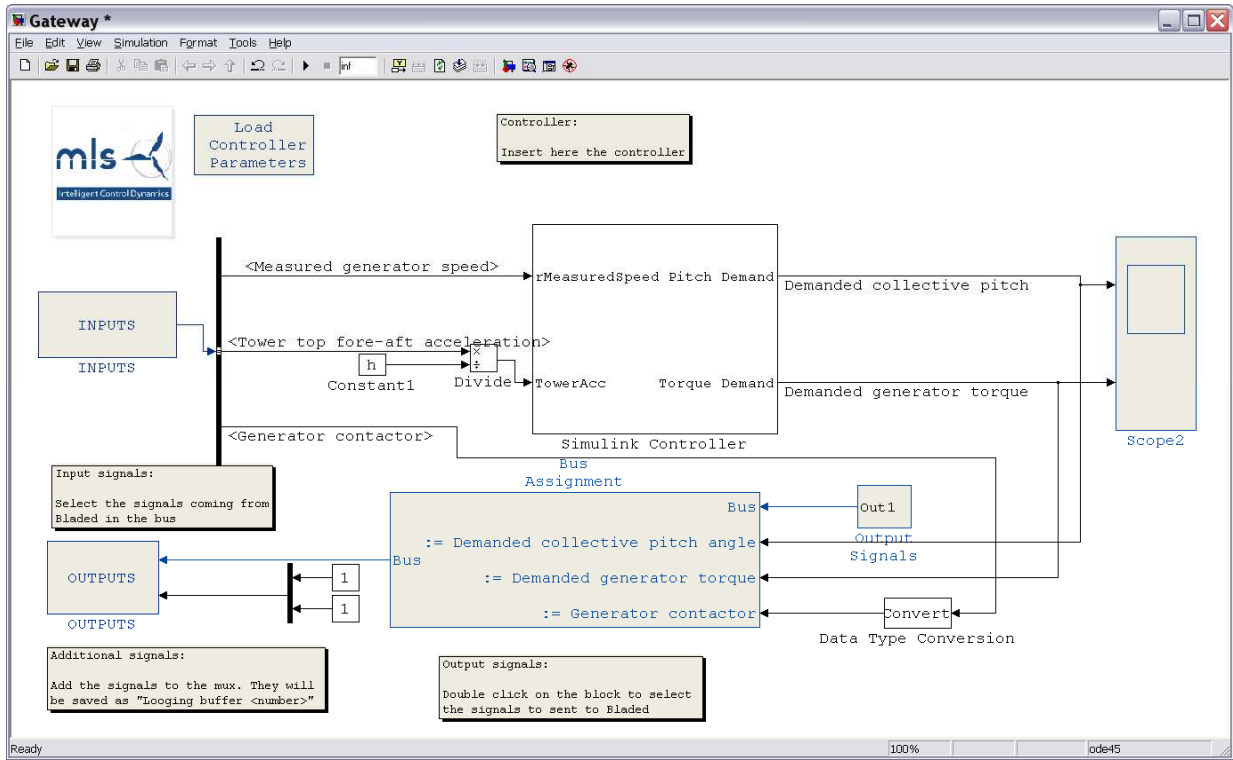 Gateway *
File Edit View Simulation Format Tools Help
inf
mls
Intelligent Control Dynamics
Load
Controller
Parameters
Controller:
Insert here the controller
<Measured generator speed>
rMeasuredSpeed Pitch Demand
Demanded collective pitch
INPUTS
INPUTS
<Tower top fore-aft acceleration>
h
Constant1
×
÷
Divide
TowerAcc Torque Demand
Demanded generator torque
Simulink Controller
Scope2
<Generator contactor>
Input signals:
Select the signals coming from
Bladed in the bus
Bus
Assignment
Bus
:= Demanded collective pitch angle
Bus
:= Demanded generator torque
:= Generator contactor
Out1
Output
Signals
Convert
Data Type Conversion
OUTPUTS
OUTPUTS
1
1
Additional signals:
Add the signals to the mux. They will
be saved as "Looging buffer <number>"
Output signals:
Double click on the block to select
the signals to sent to Bladed
Ready
100%
ode45